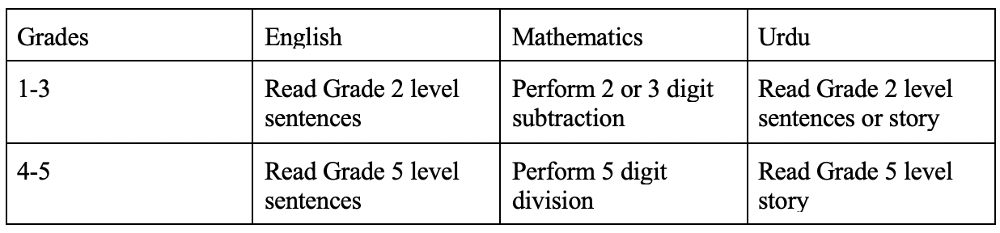 Grades English Mathematics Urdu
1-3 Read Grade 2 level Perform 2 or 3 digit Read Grade 2 level
sentences subtraction sentences or story
4-5 Read Grade 5 level Perform 5 digit Read Grade 5 level
sentences division story